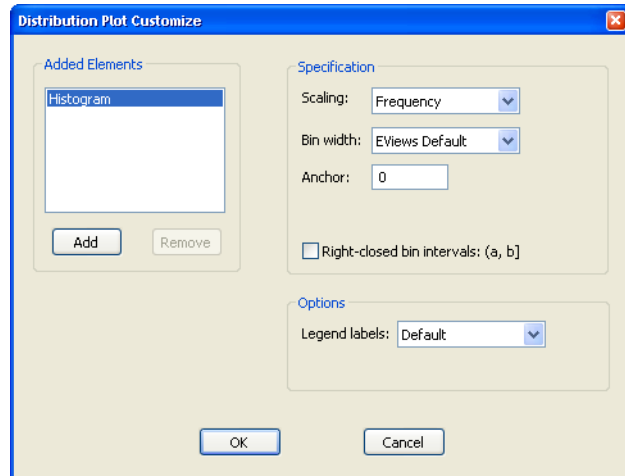 Distribution Plot Customize
Added Elements
Histogram
Add
Remove
Specification
Scaling:
Frequency
Bin width:
EViews Default
Anchor:
0
Right-closed bin intervals: (a, b]
Options
Legend labels:
Default
OK
Cancel